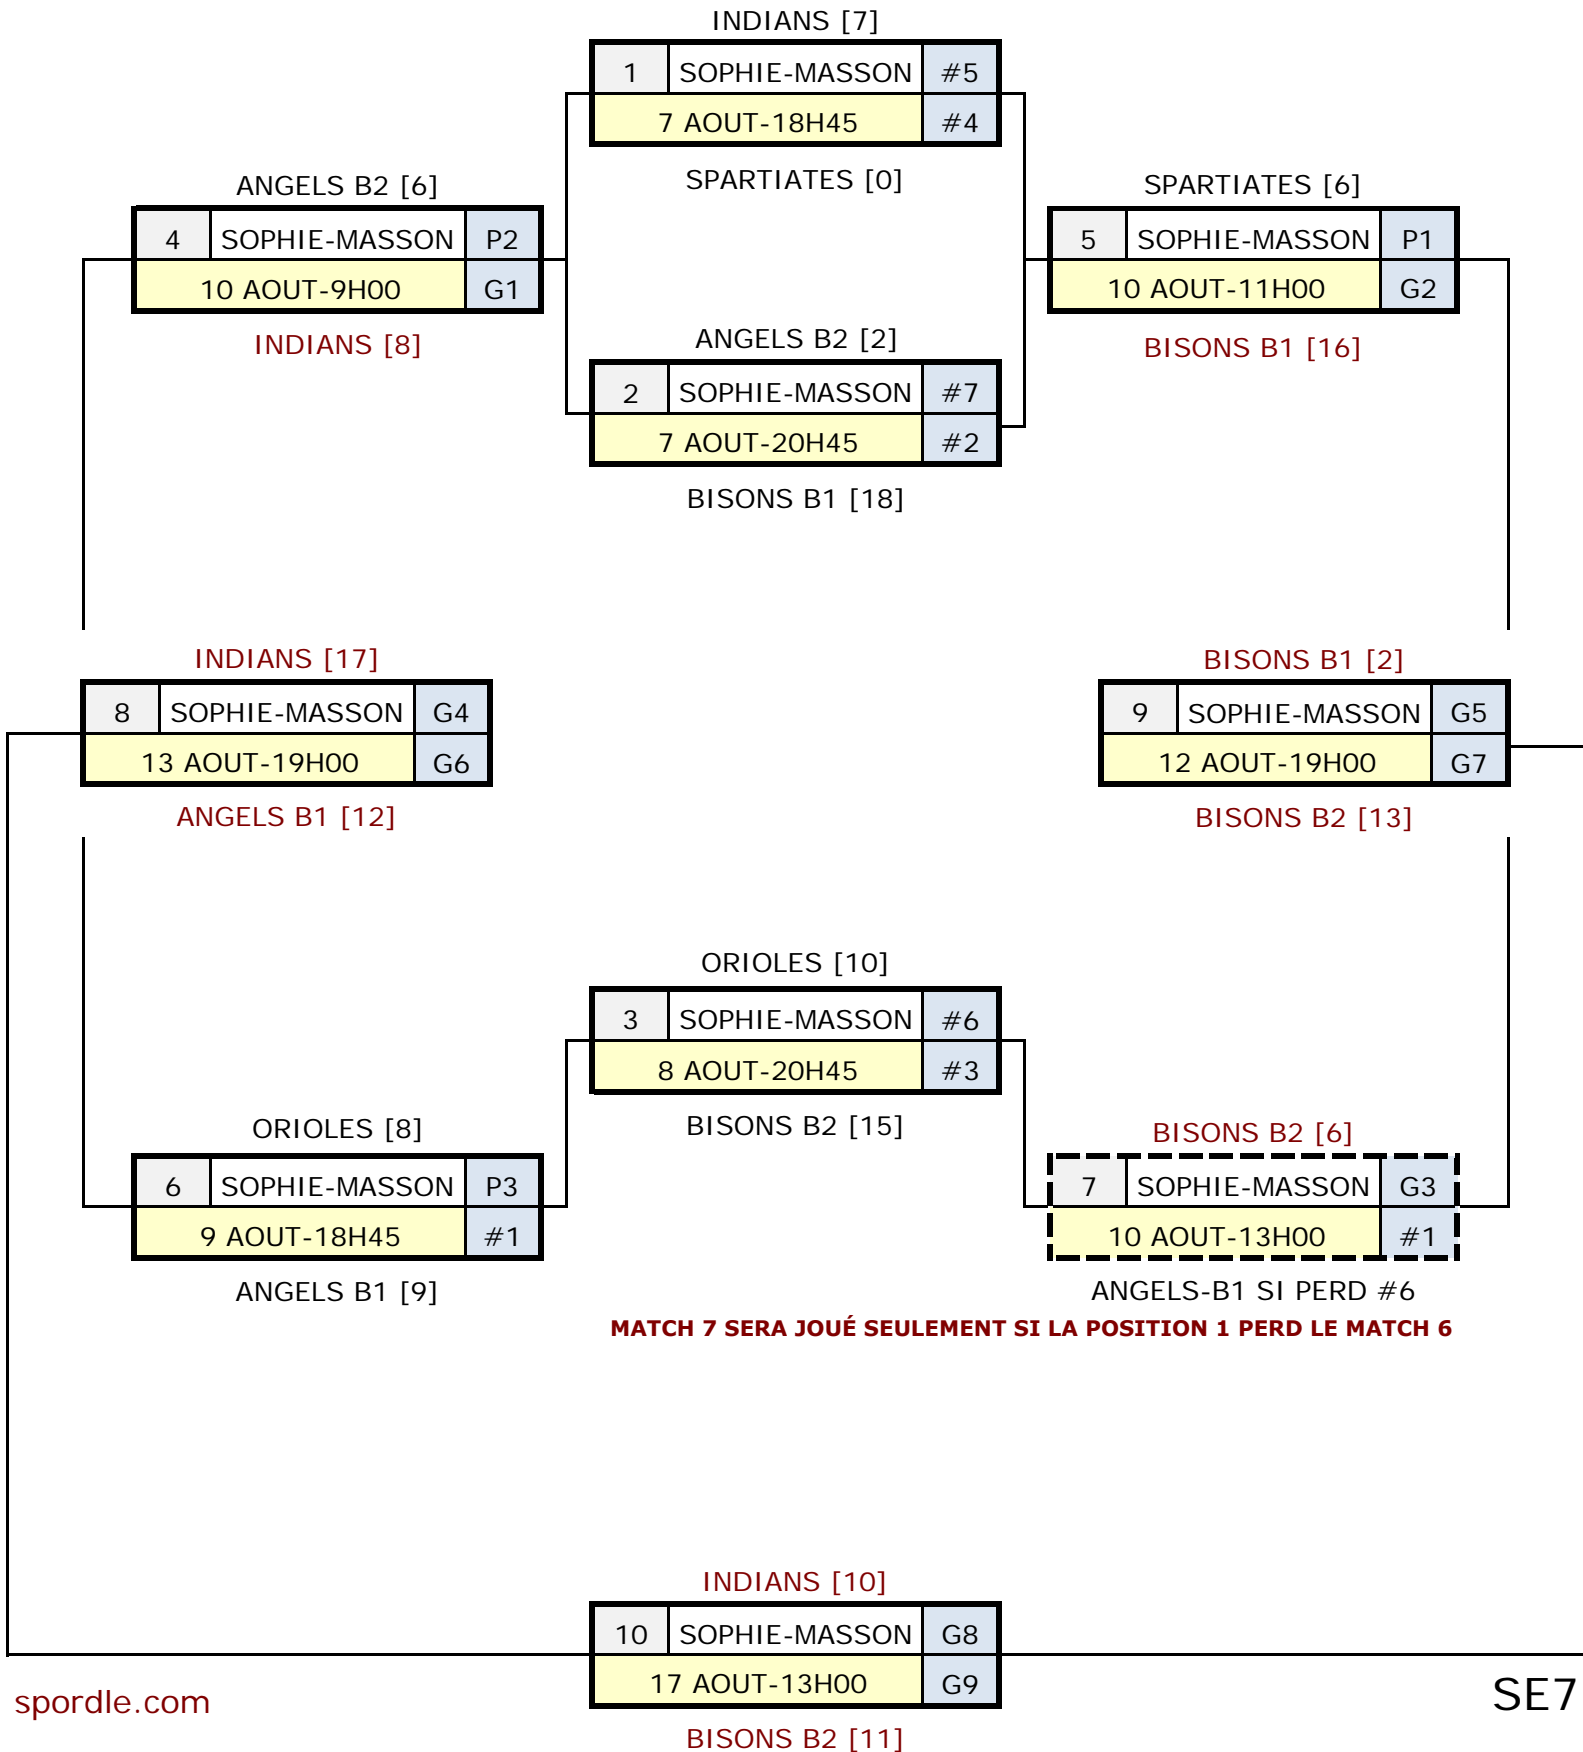 INDIANS [7]
1 SOPHIE-MASSON #5
7 AOUT-18H45 #4
SPARTIATES [0]
ANGELS B2 [6]
4 SOPHIE-MASSON P2
10 AOUT-9H00 G1
INDIANS [8]
SPARTIATES [6]
5 SOPHIE-MASSON P1
10 AOUT-11H00 G2
BISONS B1 [16]
ANGELS B2 [2]
2 SOPHIE-MASSON #7
7 AOUT-20H45 #2
BISONS B1 [18]
INDIANS [17]
8 SOPHIE-MASSON G4
13 AOUT-19H00 G6
ANGELS B1 [12]
BISONS B1 [2]
9 SOPHIE-MASSON G5
12 AOUT-19H00 G7
BISONS B2 [13]
ORIOLES [10]
3 SOPHIE-MASSON #6
8 AOUT-20H45 #3
BISONS B2 [15]
ORIOLES [8]
6 SOPHIE-MASSON P3
9 AOUT-18H45 #1
ANGELS B1 [9]
BISONS B2 [6]
7 SOPHIE-MASSON G3
10 AOUT-13H00 #1
ANGELS-B1 SI PERD #6
MATCH 7 SERA JOUÉ SEULEMENT SI LA POSITION 1 PERD LE MATCH 6
INDIANS [10]
10 SOPHIE-MASSON G8
17 AOUT-13H00 G9
BISONS B2 [11]
spordle.com
SE7